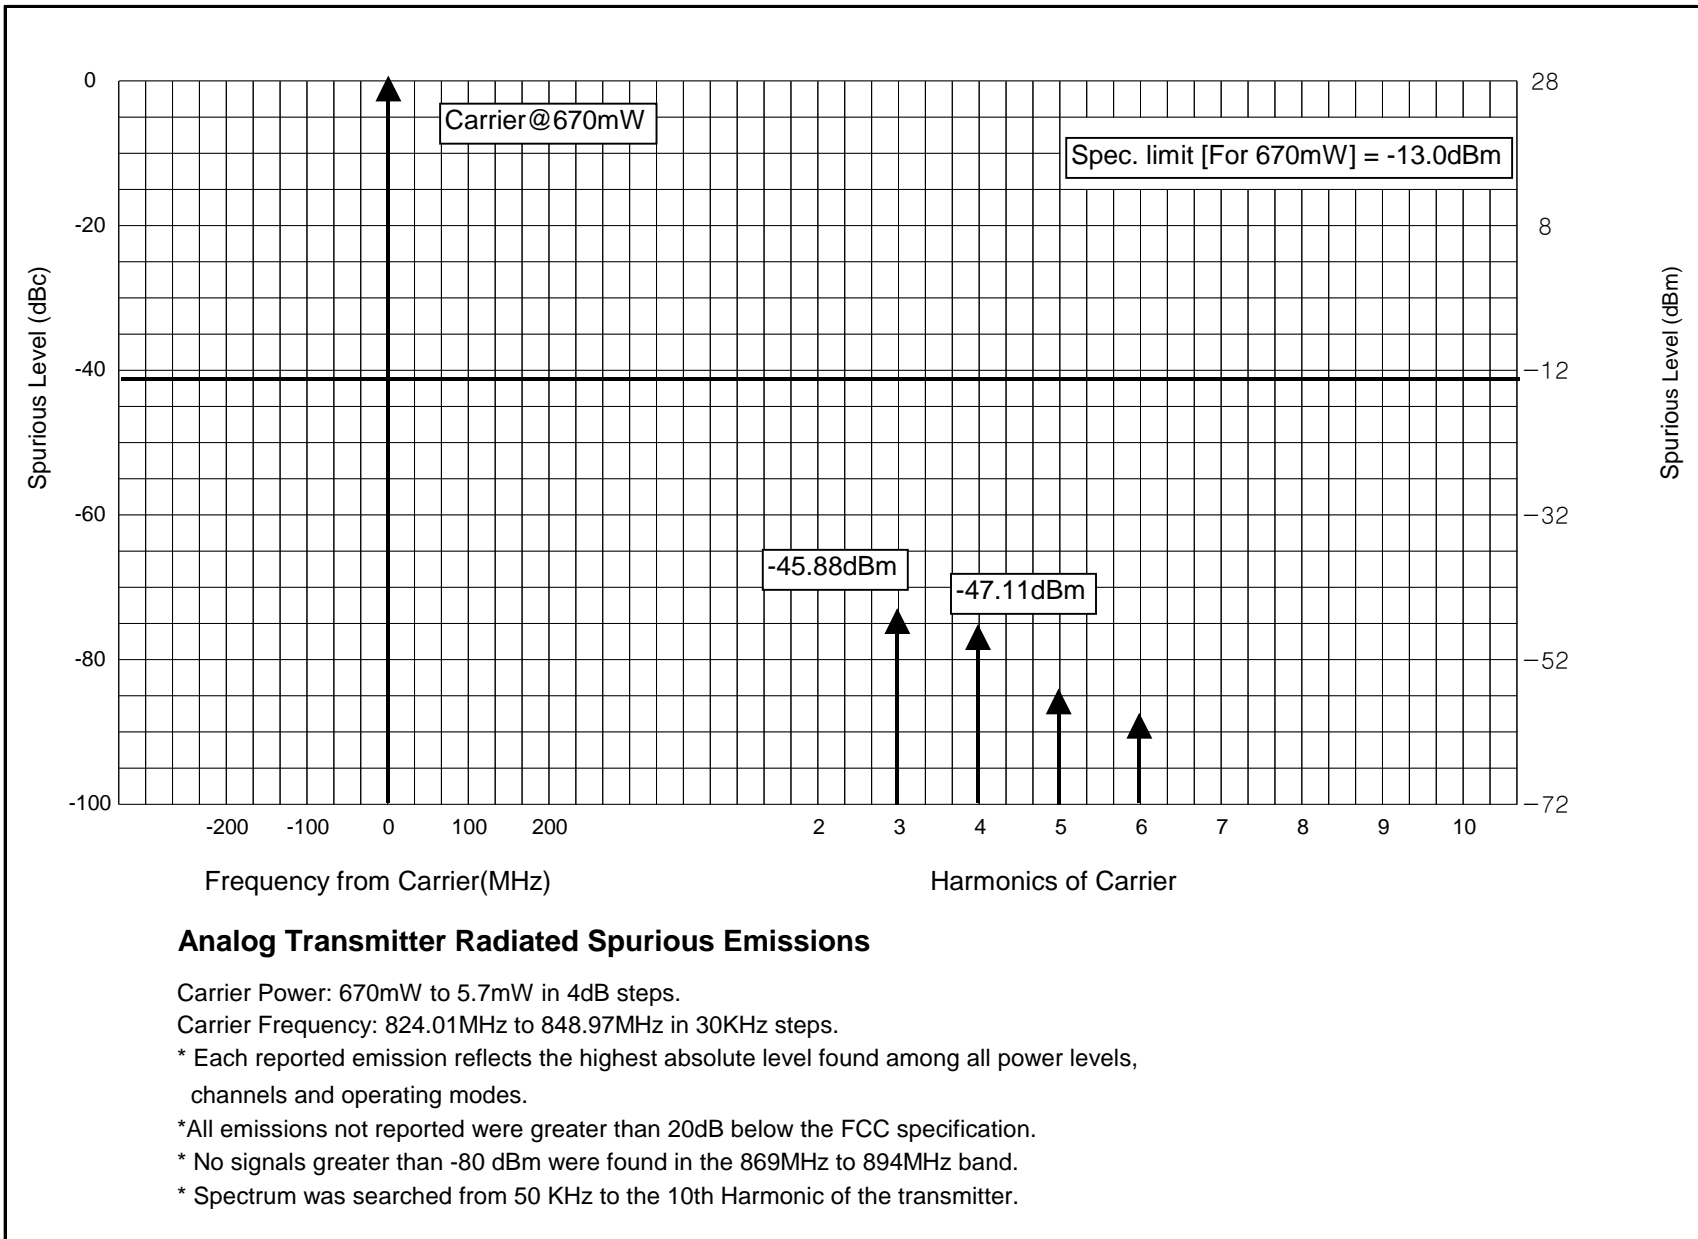 0
28
Carrier@670mW
Spec. limit [For 670mW] = -13.0dBm
-20
8
Spurious Level (dBc)
Spurious Level (dBm)
-40
-12
-60
-32
-45.88dBm
-47.11dBm
-80
-52
-100
-72
-200 -100 0 100 200 2 3 4 5 6 7 8 9 10
Frequency from Carrier(MHz) Harmonics of Carrier
Analog Transmitter Radiated Spurious Emissions
Carrier Power: 670mW to 5.7mW in 4dB steps.
Carrier Frequency: 824.01MHz to 848.97MHz in 30KHz steps.
* Each reported emission reflects the highest absolute level found among all power levels,
channels and operating modes.
*All emissions not reported were greater than 20dB below the FCC specification.
* No signals greater than -80 dBm were found in the 869MHz to 894MHz band.
* Spectrum was searched from 50 KHz to the 10th Harmonic of the transmitter.